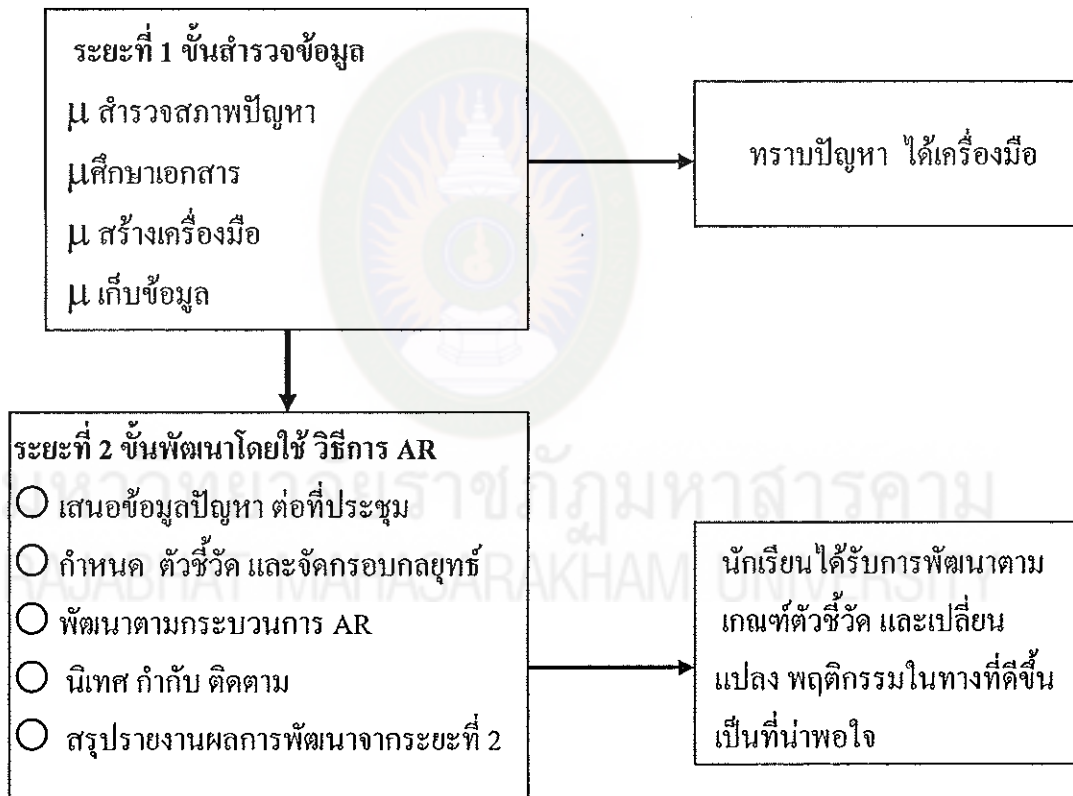 ระยะที่ 1 ขั้นสำรวจข้อมูล
µ สำรวจสภาพปัญหา
µศึกษาเอกสาร
µ สร้างเครื่องมือ
µ เก็บข้อมูล
ทราบปัญหา ได้เครื่องมือ
ระยะที่ 2 ขั้นพัฒนาโดยใช้ วิธีการ AR
○ เสนอข้อมูลปัญหา ต่อที่ประชุม
○ กำหนด ตัวชี้วัด และจัดกรอบกลยุทธ์
○ พัฒนาตามกระบวนการ AR
○ นิเทศ กำกับ ติดตาม
○ สรุปรายงานผลการพัฒนาจากระยะที่ 2
นักเรียนได้รับการพัฒนาตาม
เกณฑ์ตัวชี้วัด และเปลี่ยน
แปลง พฤติกรรมในทางที่ดีขึ้น
เป็นที่น่าพอใจ
มหาวิทยาลัยราชภัฏมหาสารคาม
RAJABHAT MAHASARAKHAM UNIVERSITY